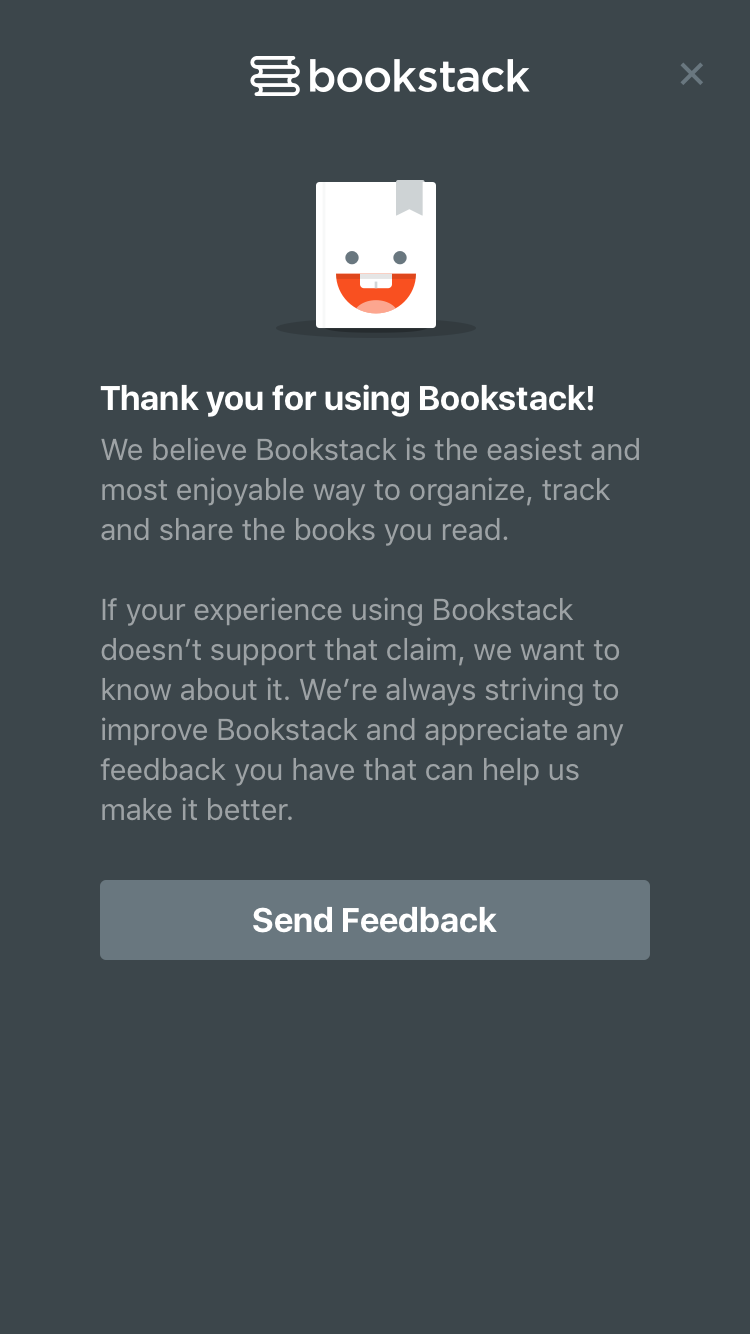 bookstack
Thank you for using Bookstack!
We believe Bookstack is the easiest and
most enjoyable way to organize, track
and share the books you read.
If your experience using Bookstack
doesn’t support that claim, we want to
know about it. We’re always striving to
improve Bookstack and appreciate any
feedback you have that can help us
make it better.
Send Feedback